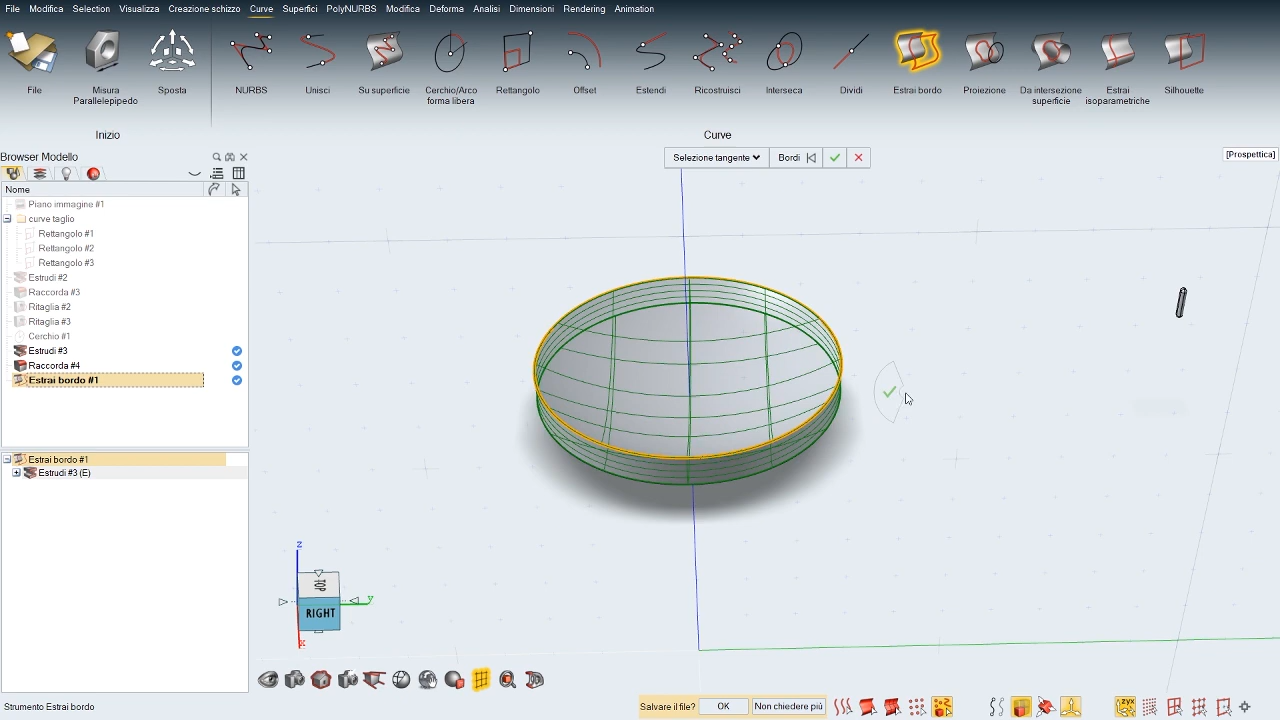 File Modifica Selection Visualizza Creazione schizzo Curve Superfici PolyNURBS Modifica Deforma Analisi Dimensioni Rendering Animation
File
Misura Parallelepipedo
Sposta
NURBS
Unisci
Su superficie
Cerchio/Arco forma libera
Rettangolo
Offset
Estendi
Ricostruisci
Interseca
Dividi
Estrai bordo
Proiezione
Da intersezione superficie
Estrai isoparametriche
Silhouette
Inizio
Curve
Browser Modello
Selezione tangente
Bordi
[Prospettica]
Nome
Piano immagine #1
curve taglio
Rettangolo #1
Rettangolo #2
Rettangolo #3
Estrudi #2
Raccorda #3
Ritaglia #2
Ritaglia #3
Cerchio #1
Estrudi #3
Raccorda #4
Estrai bordo #1
Estrai bordo #1
Estrudi #3 (E)
z
TOP
y
RIGHT
x
Strumento Estrai bordo
Salvare il file? OK Non chiedere più
zyx